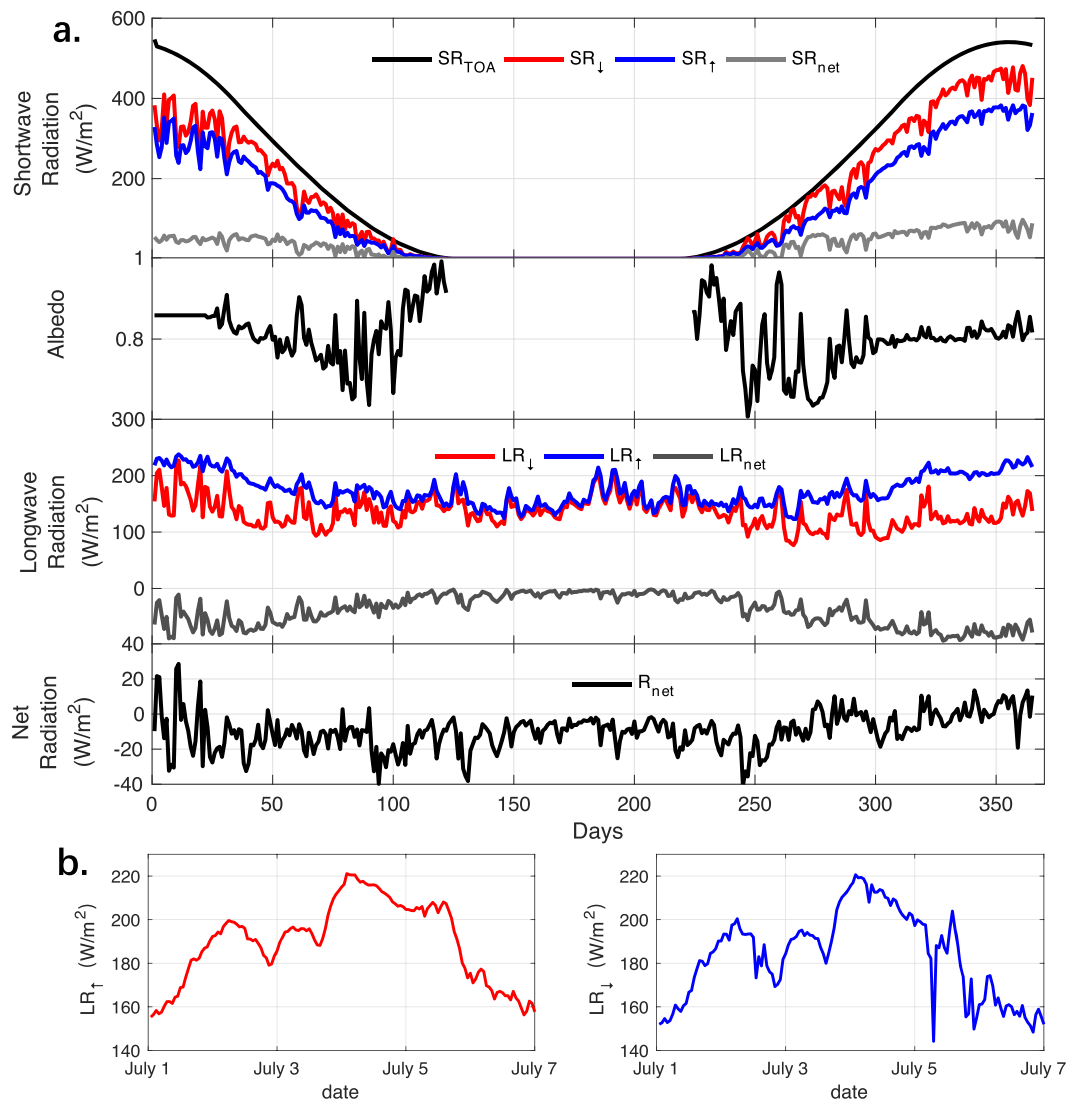 a.
600
400
200
1
Shortwave
Radiation
(W/m²)
SR_TOA SR↓ SR↑ SR_net
Albedo
0.8
300
200
100
0
40
Longwave
Radiation
(W/m²)
LR↓ LR↑ LR_net
Net
Radiation
(W/m²)
20
0
-20
-40
R_net
0 50 100 150 200 250 300 350
Days
b.
LR↑ (W/m²)
220
200
180
160
140
July 1 July 3 July 5 July 7
date
LR↓ (W/m²)
220
200
180
160
140
July 1 July 3 July 5 July 7
date